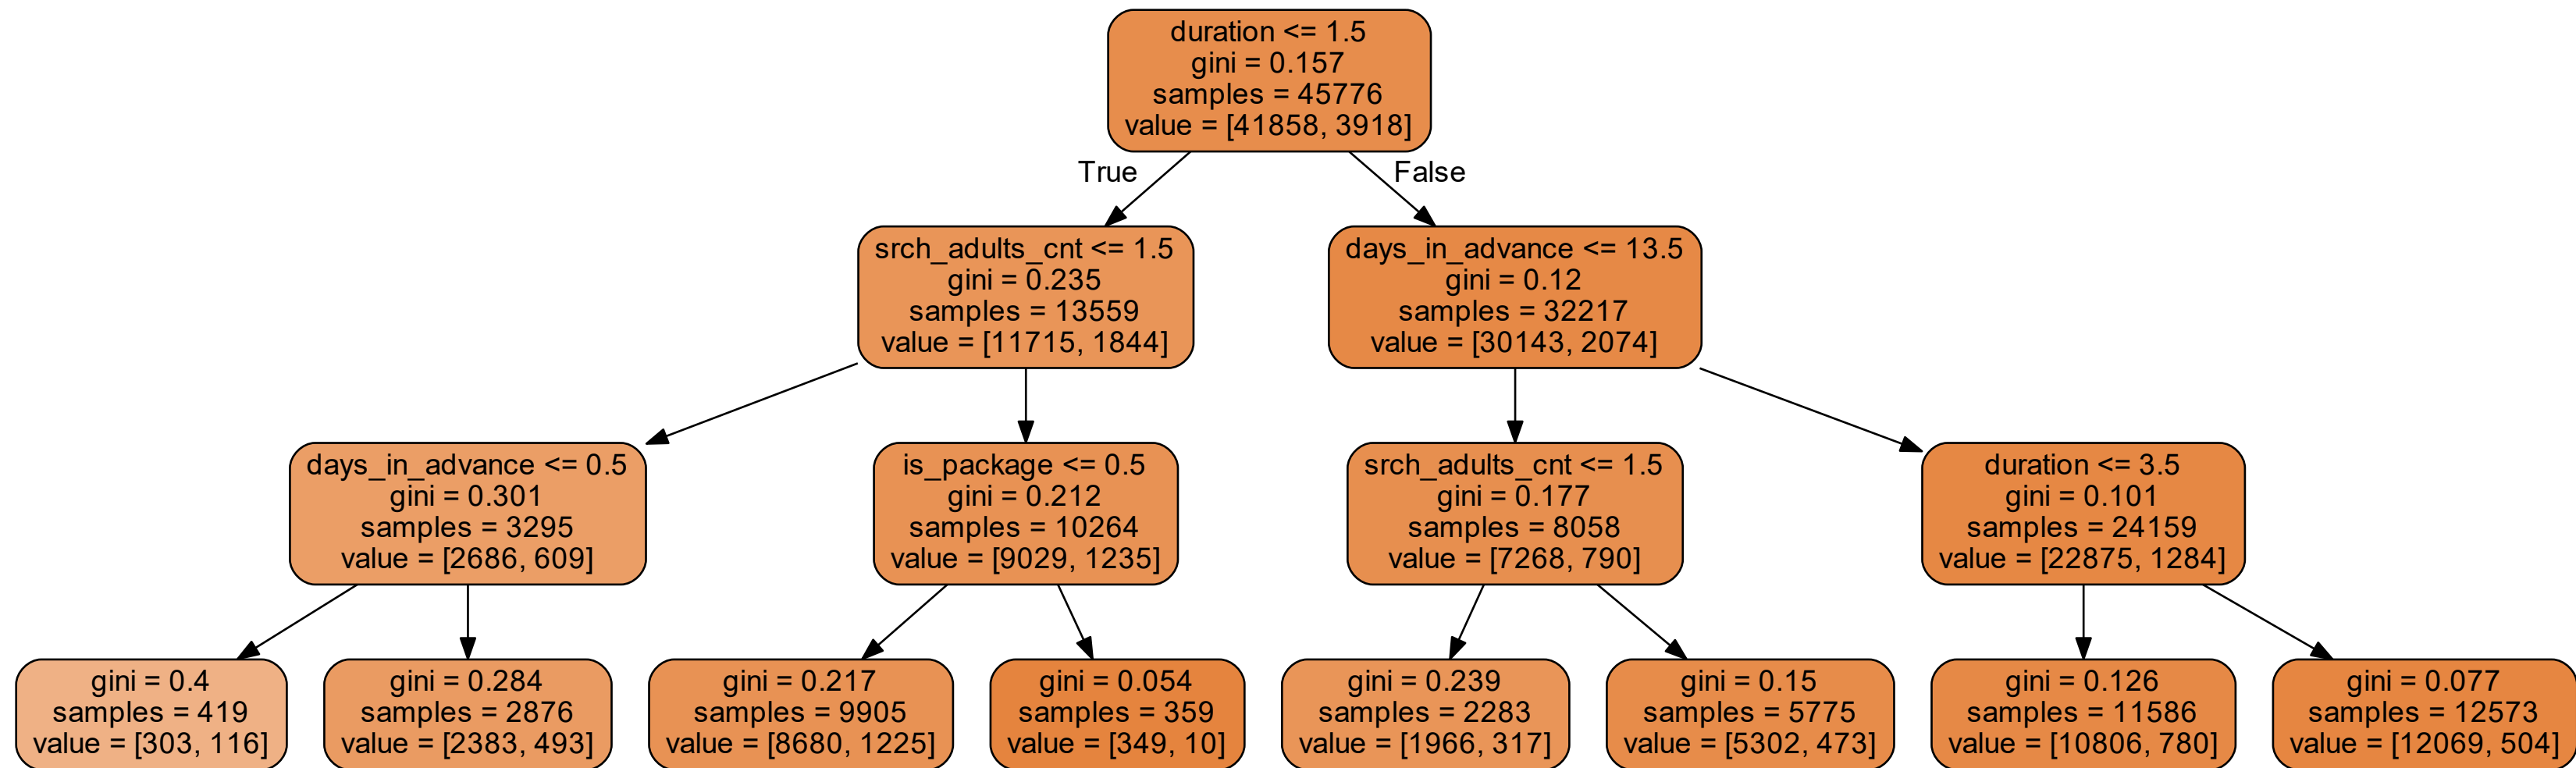 duration <= 1.5
gini = 0.157
samples = 45776
value = [41858, 3918]
True
False
srch_adults_cnt <= 1.5
gini = 0.235
samples = 13559
value = [11715, 1844]
days_in_advance <= 13.5
gini = 0.12
samples = 32217
value = [30143, 2074]
days_in_advance <= 0.5
gini = 0.301
samples = 3295
value = [2686, 609]
is_package <= 0.5
gini = 0.212
samples = 10264
value = [9029, 1235]
srch_adults_cnt <= 1.5
gini = 0.177
samples = 8058
value = [7268, 790]
duration <= 3.5
gini = 0.101
samples = 24159
value = [22875, 1284]
gini = 0.4
samples = 419
value = [303, 116]
gini = 0.284
samples = 2876
value = [2383, 493]
gini = 0.217
samples = 9905
value = [8680, 1225]
gini = 0.054
samples = 359
value = [349, 10]
gini = 0.239
samples = 2283
value = [1966, 317]
gini = 0.15
samples = 5775
value = [5302, 473]
gini = 0.126
samples = 11586
value = [10806, 780]
gini = 0.077
samples = 12573
value = [12069, 504]